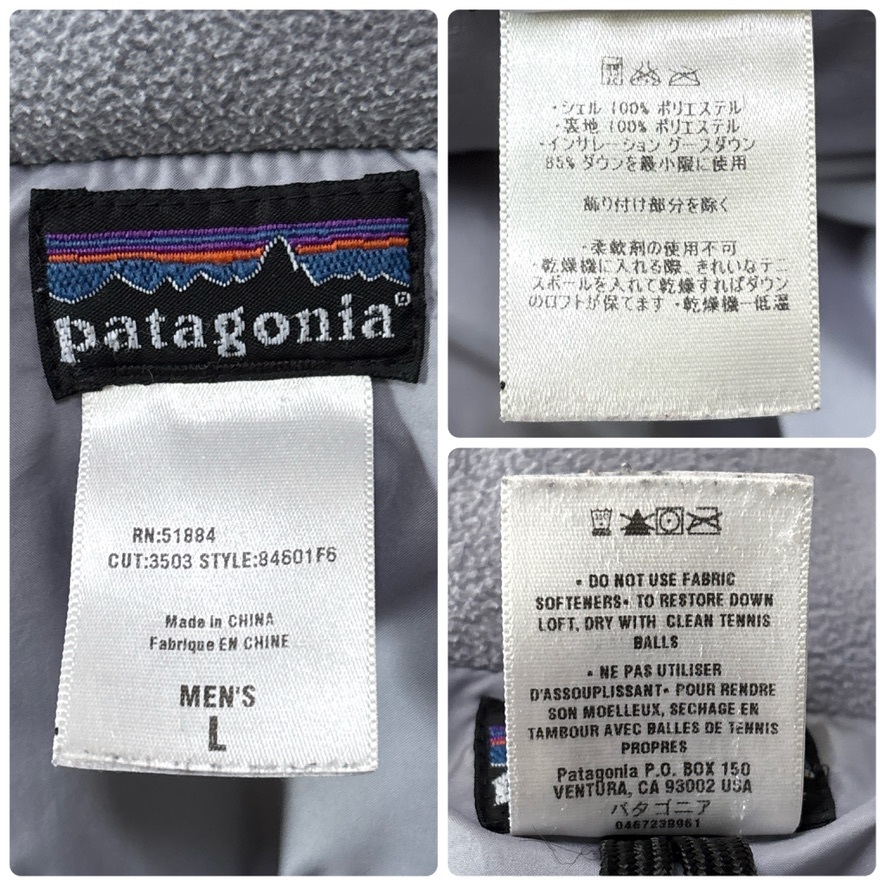 patagonia®
RN:51884
CUT:3503 STYLE:84601F6
Made in CHINA
Fabrique EN CHINE
MEN'S
L
・シェル 100% ポリエステル
・裏地 100% ポリエステル
・インサレーション グースダウン
85% ダウンを最小限に使用
飾り付け部分を除く
・柔軟剤の使用不可
・乾燥機に入れる際、きれいなテニ
スボールを入れて乾燥すればダウン
のロフトが保てます ・乾燥機ー低温
• DO NOT USE FABRIC
SOFTENERS• TO RESTORE DOWN
LOFT, DRY WITH CLEAN TENNIS
BALLS
• NE PAS UTILISER
D'ASSOUPLISSANT• POUR RENDRE
SON MOELLEUX, SECHAGE EN
TAMBOUR AVEC BALLES DE TENNIS
PROPRES
Patagonia P.O. BOX 150
VENTURA, CA 93002 USA
パタゴニア
0467238961